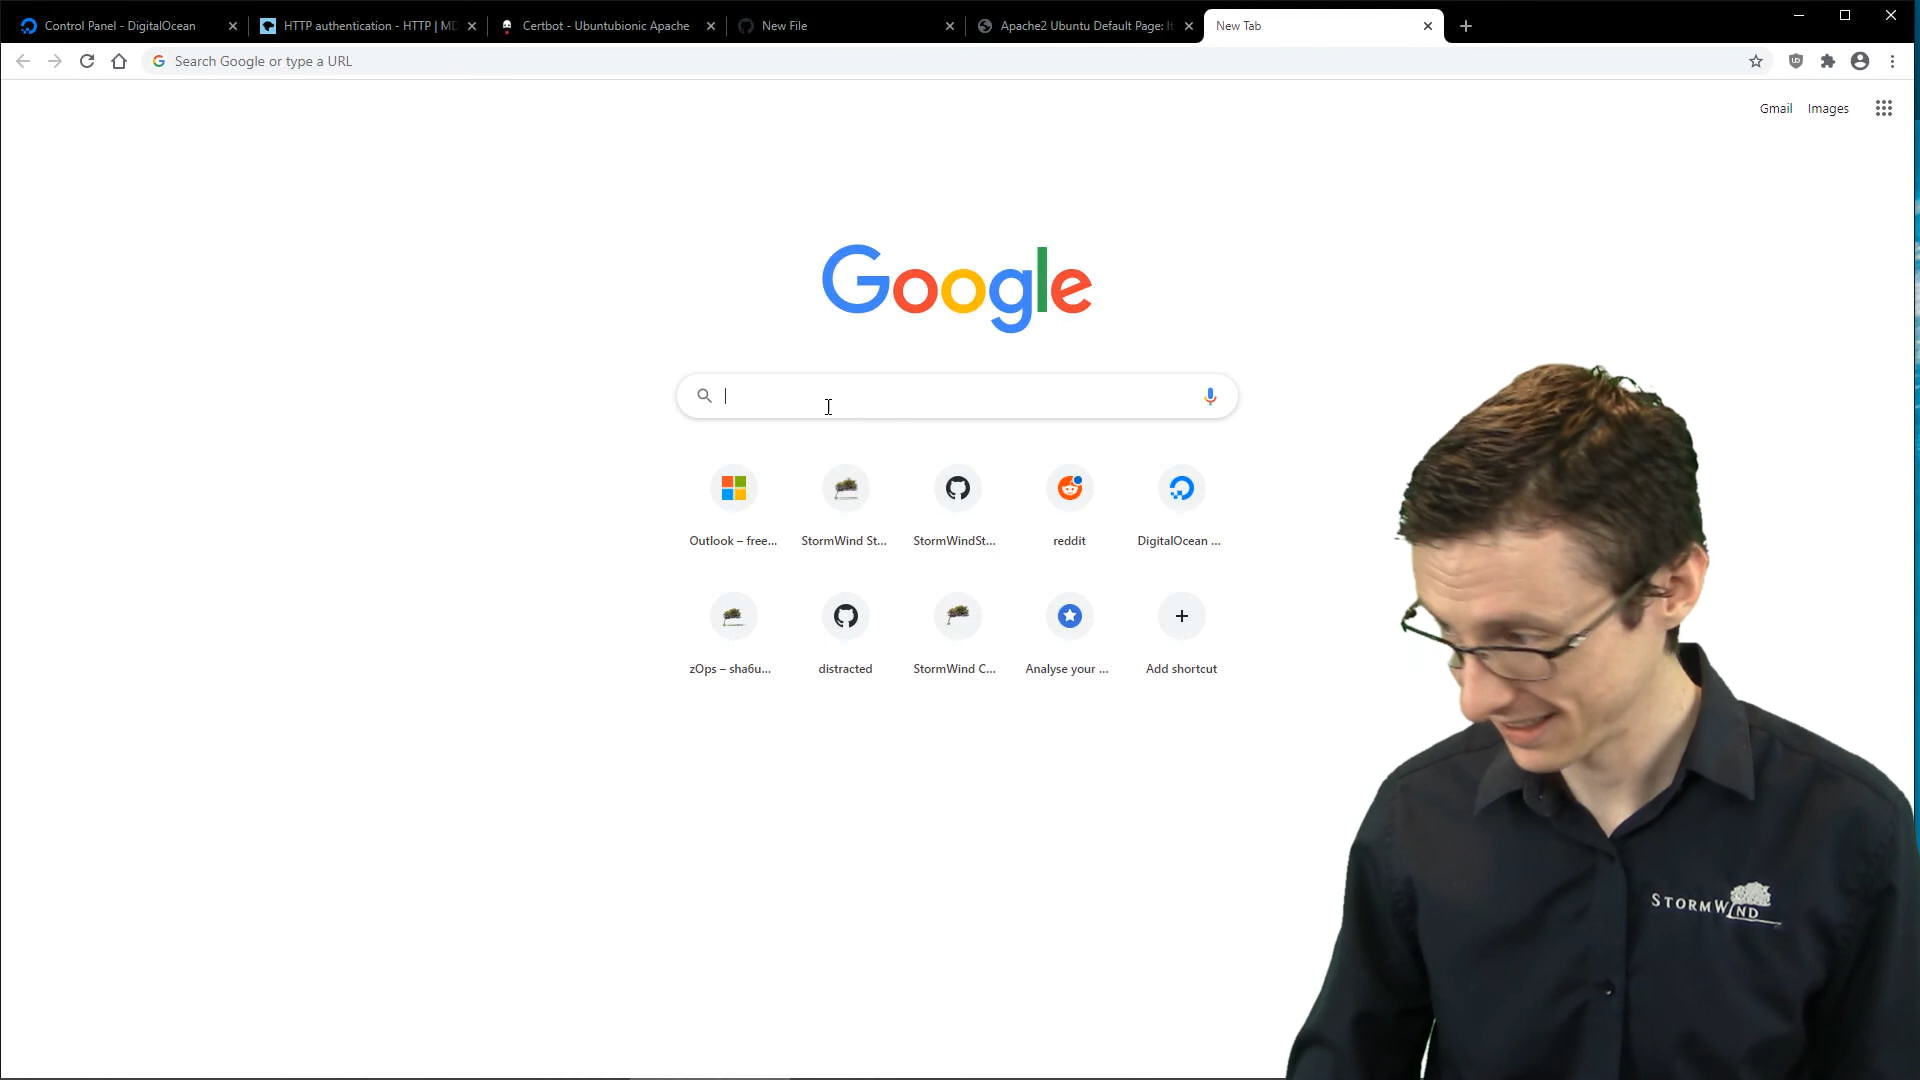 Control Panel - DigitalOcean
HTTP authentication - HTTP | MD
Certbot - Ubuntubionic Apache
New File
Apache2 Ubuntu Default Page: It
New Tab
Search Google or type a URL
Gmail
Images
Google
Outlook – free...
StormWind St...
StormWindSt...
reddit
DigitalOcean ...
zOps – sha6u...
distracted
StormWind C...
Analyse your ...
Add shortcut
STORMWIND